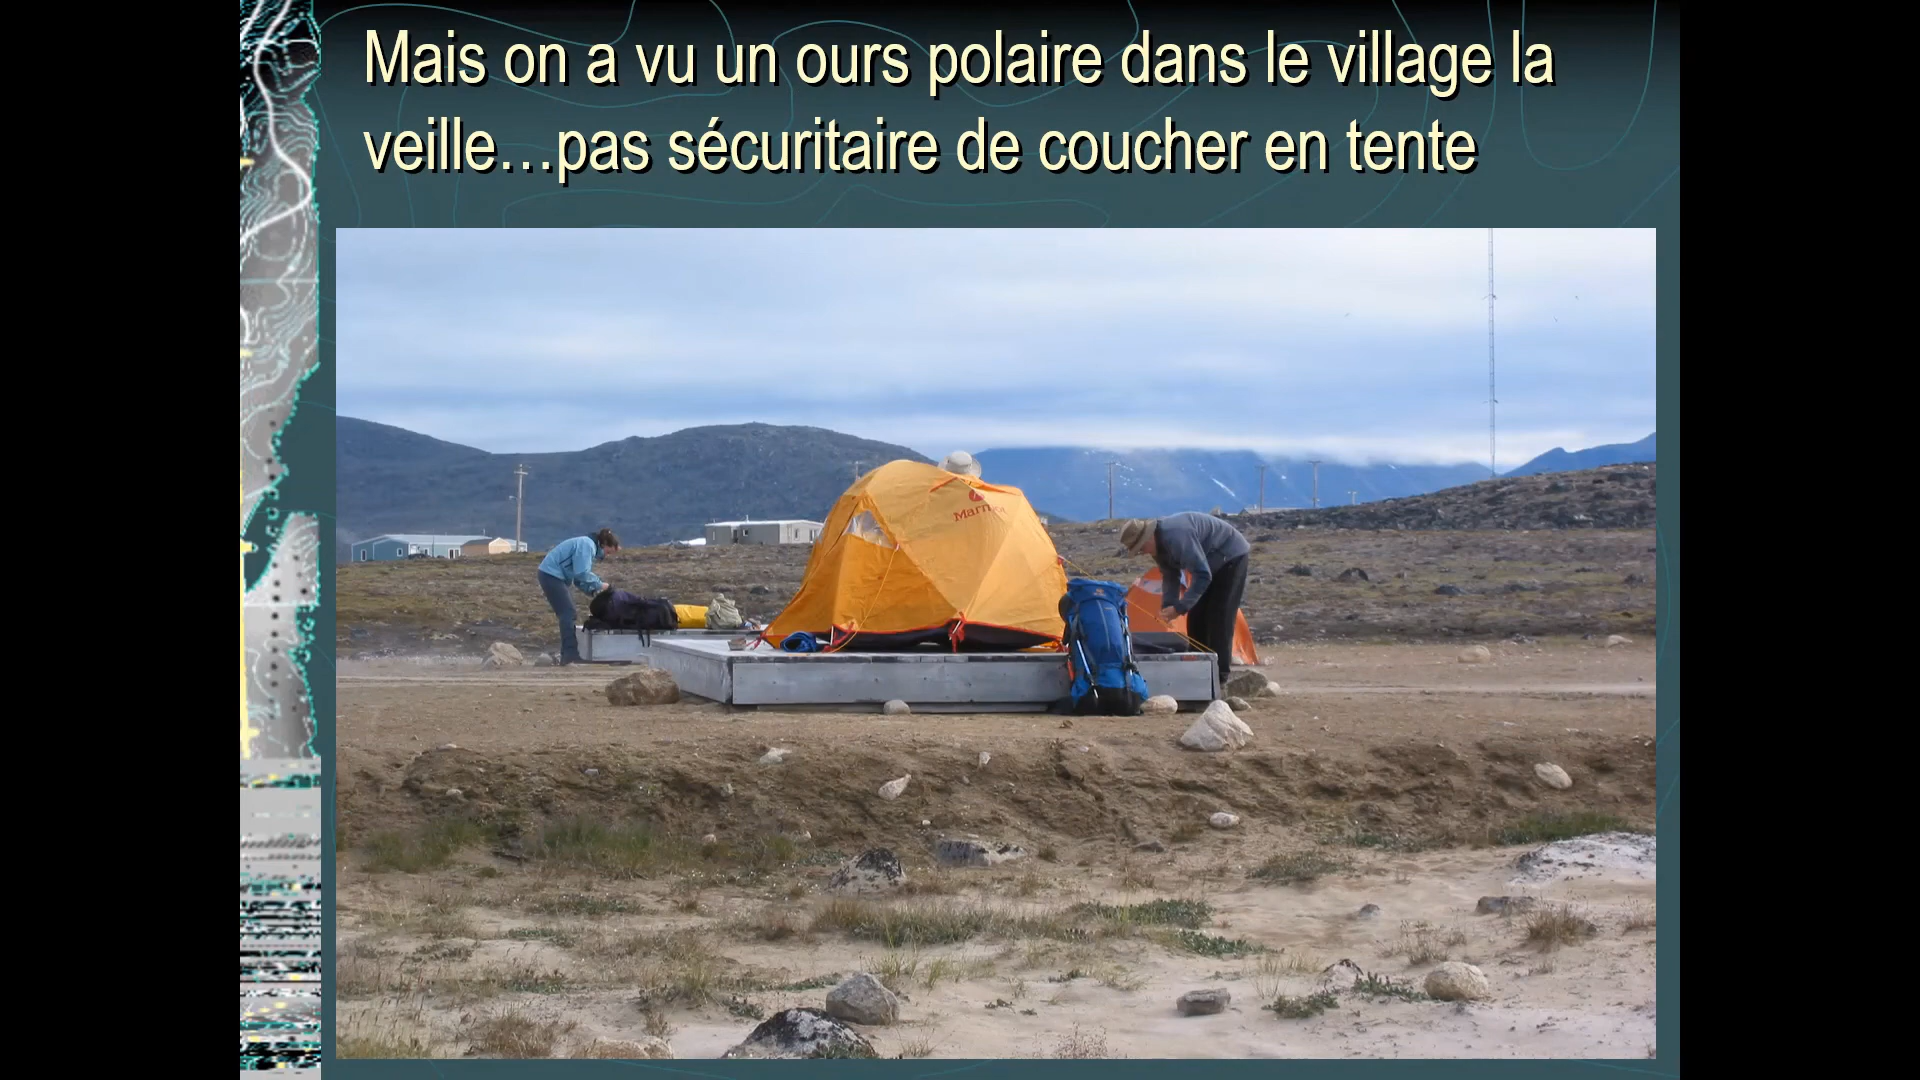 Mais on a vu un ours polaire dans le village la
veille…pas sécuritaire de coucher en tente